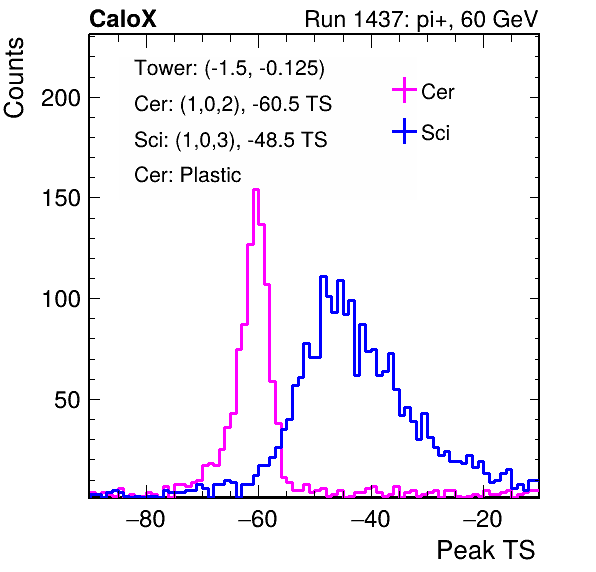 CaloX Run 1437: pi+, 60 GeV
Counts
Tower: (-1.5, -0.125)
Cer: (1,0,2), -60.5 TS
Sci: (1,0,3), -48.5 TS
Cer: Plastic
Cer
Sci
200
150
100
50
−80 −60 −40 −20
Peak TS